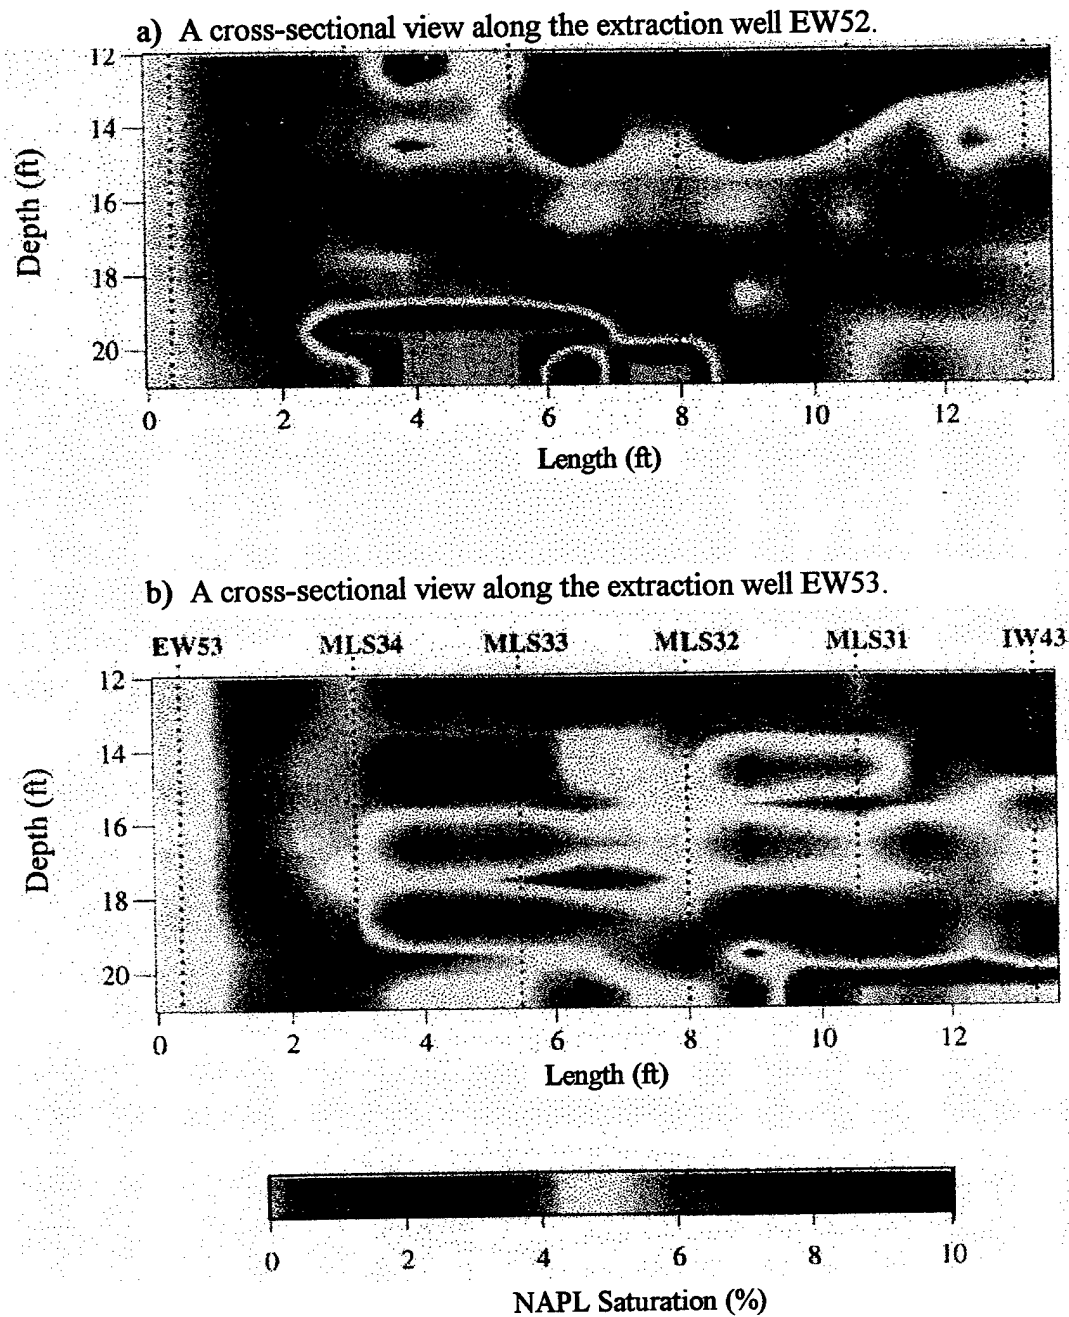 a) A cross-sectional view along the extraction well EW52.
12
14
16
18
20
Depth (ft)
0 2 4 6 8 10 12
Length (ft)
b) A cross-sectional view along the extraction well EW53.
EW53 MLS34 MLS33 MLS32 MLS31 IW43
12
14
16
18
20
Depth (ft)
0 2 4 6 8 10 12
Length (ft)
0 2 4 6 8 10
NAPL Saturation (%)